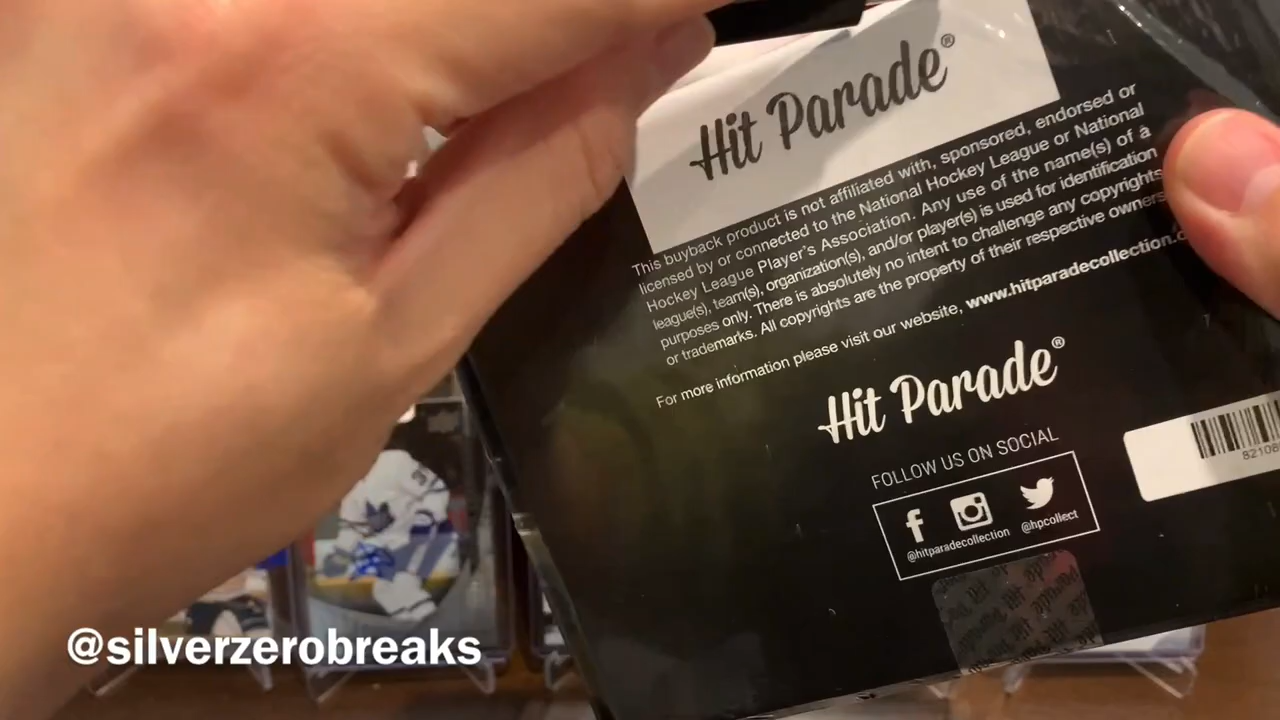 Hit Parade®
This buyback product is not affiliated with, sponsored, endorsed or
licensed by or connected to the National Hockey League or National
Hockey League Player's Association. Any use of the name(s) of a
league(s), team(s), organization(s), and/or player(s) is used for identification
purposes only. There is absolutely no intent to challenge any copyrights
or trademarks. All copyrights are the property of their respective owners
For more information please visit our website, www.hitparadecollection.c
Hit Parade®
FOLLOW US ON SOCIAL
@hitparadecollection @hpcollect
82108
Hit Parade
@silverzerobreaks